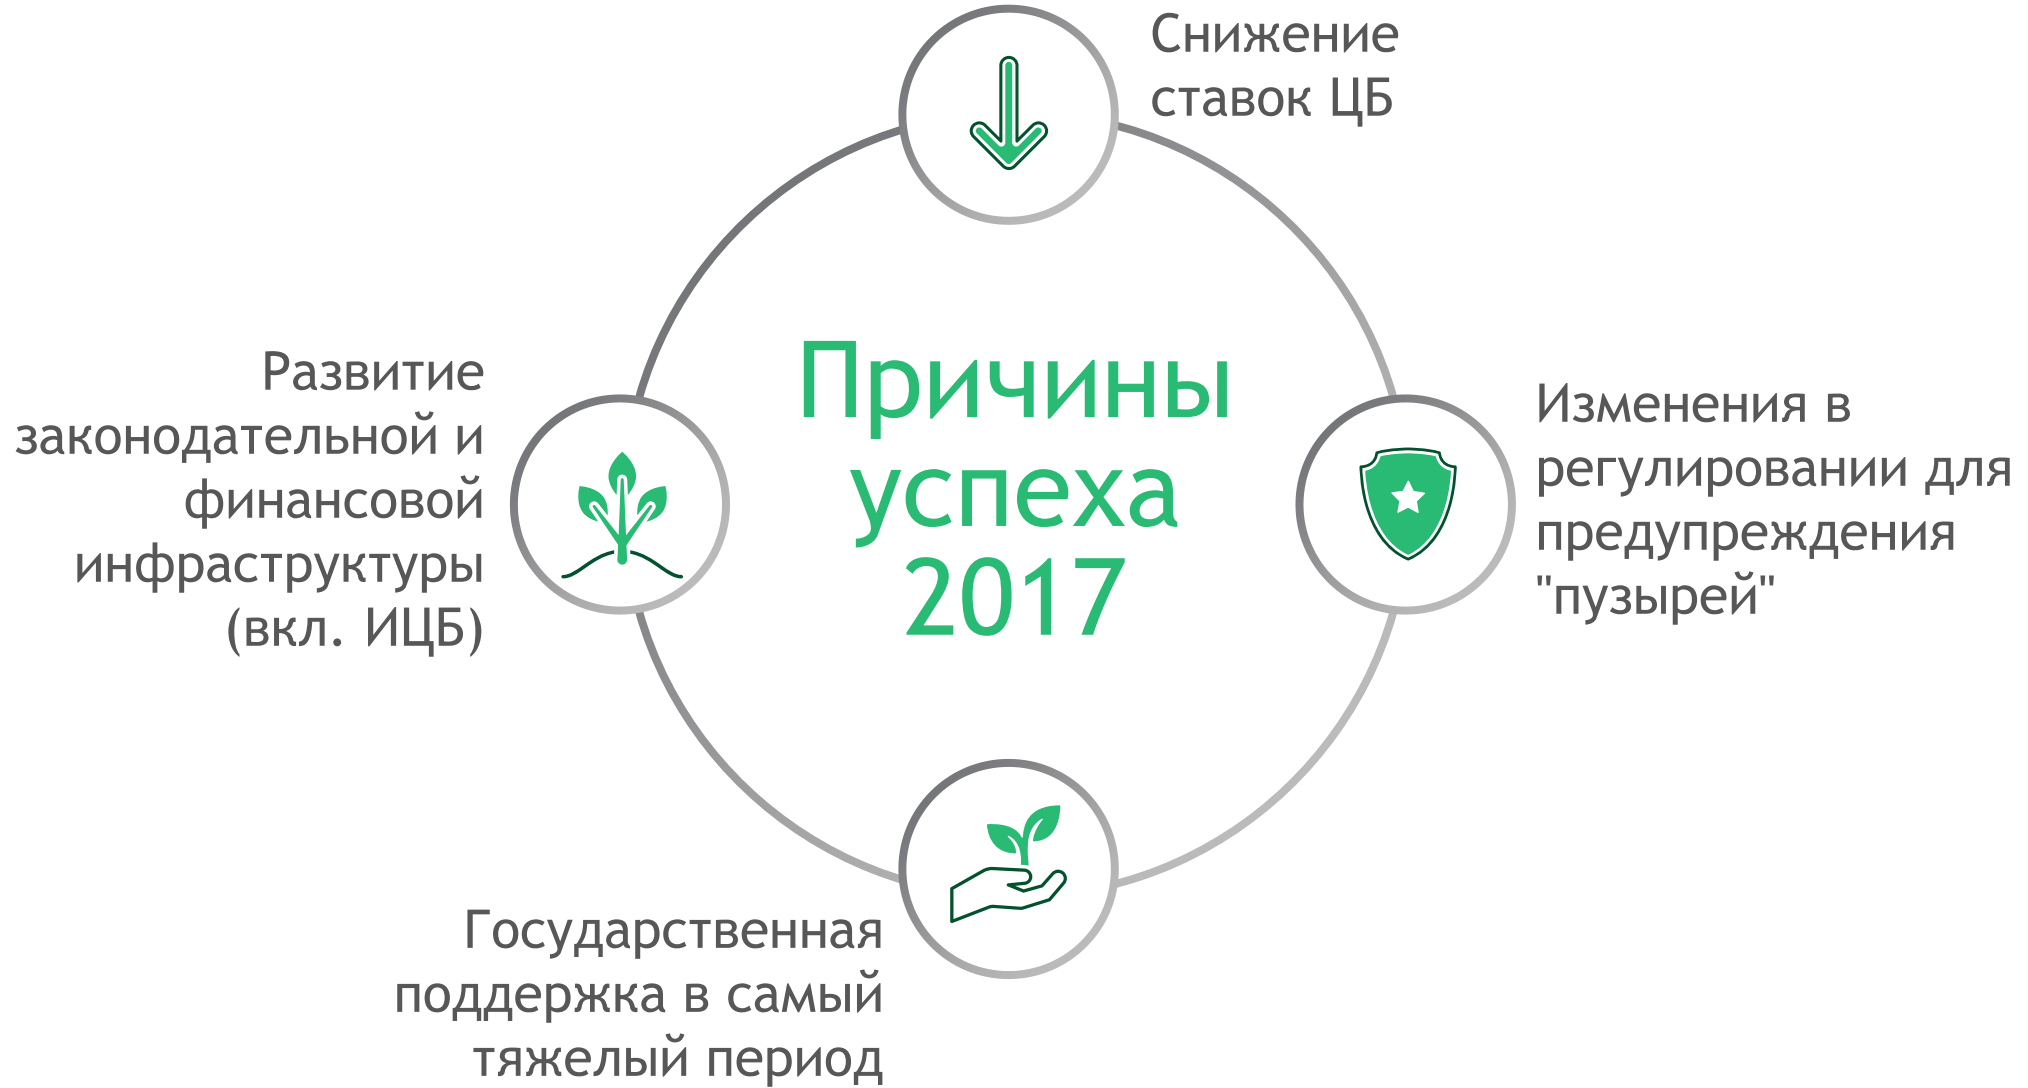 Снижение
ставок ЦБ
Причины
успеха
2017
Изменения в
регулировании для
предупреждения
"пузырей"
Развитие
законодательной и
финансовой
инфраструктуры
(вкл. ИЦБ)
Государственная
поддержка в самый
тяжелый период